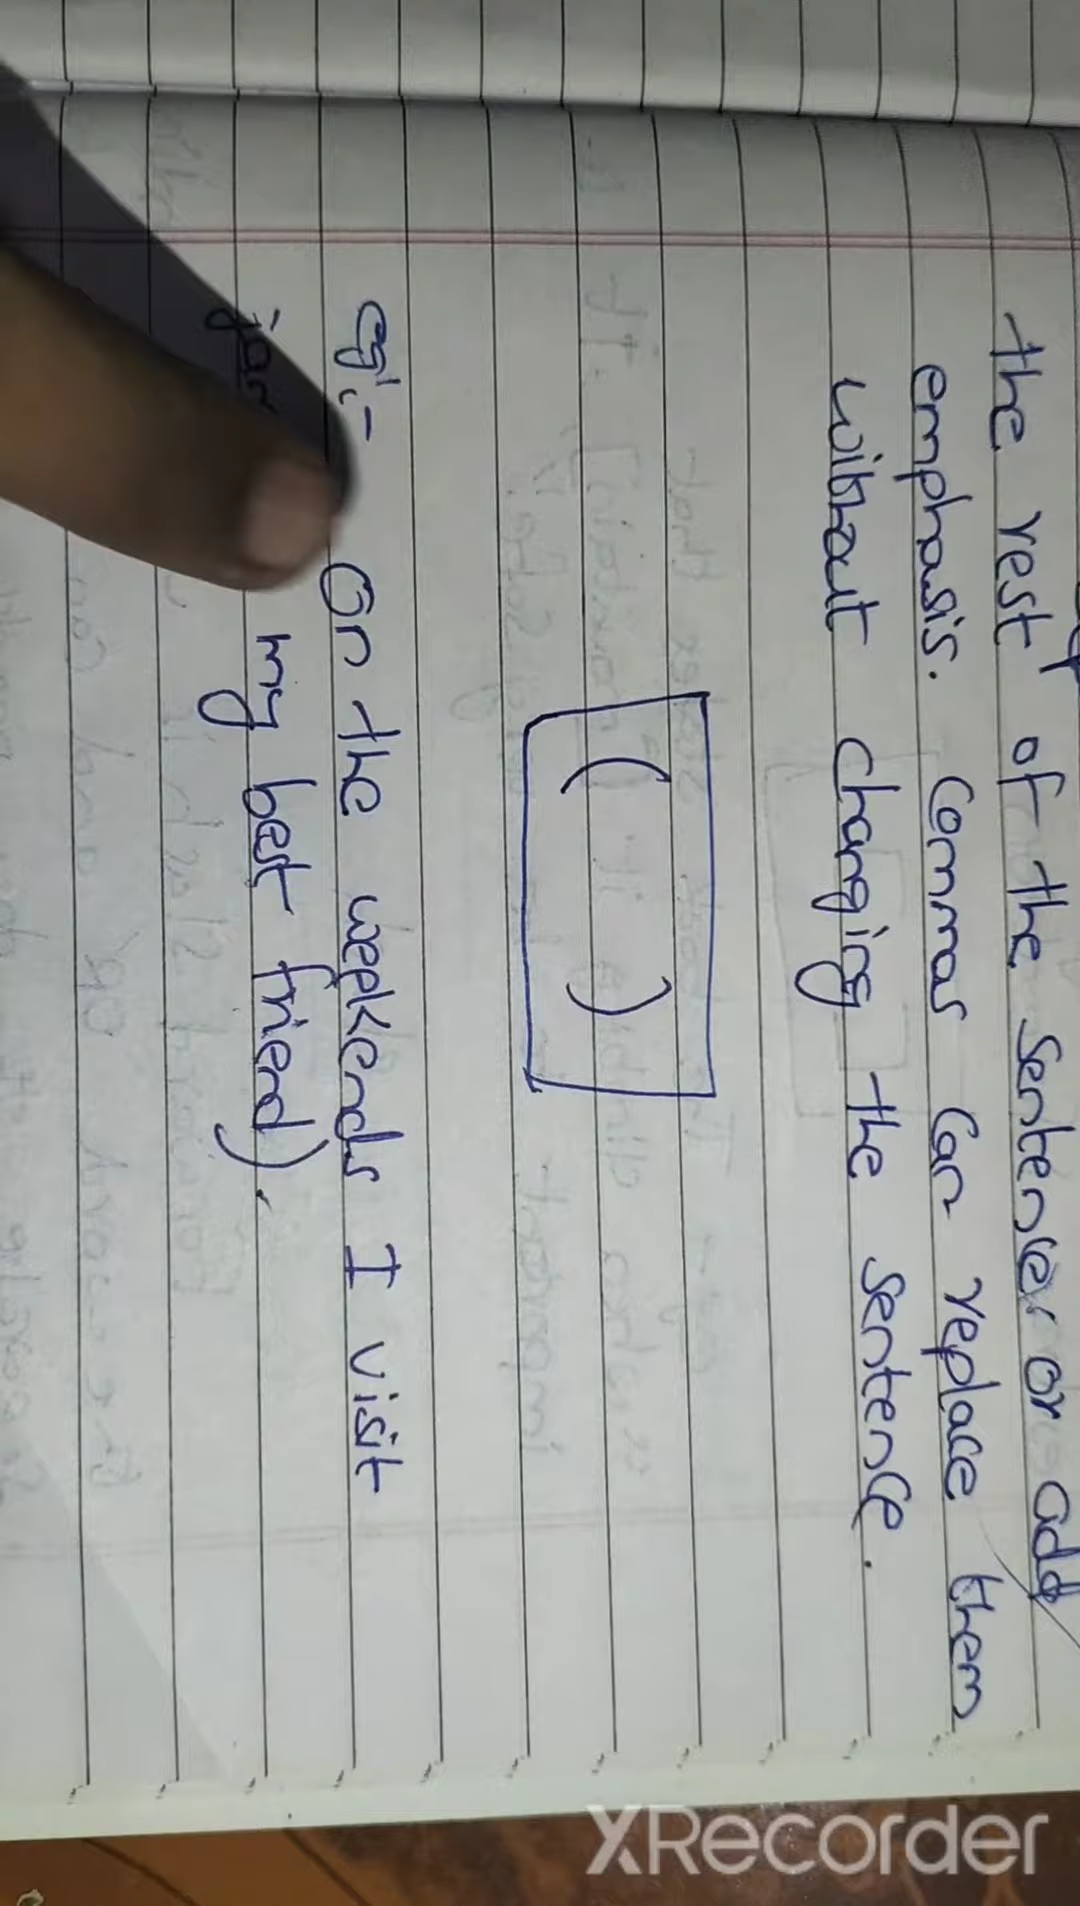 the rest of the sentence or add
emphasis. Commas can replace them
without changing the sentence.
( )
eg:- On the weekends I visit
my best friend).
XRecorder